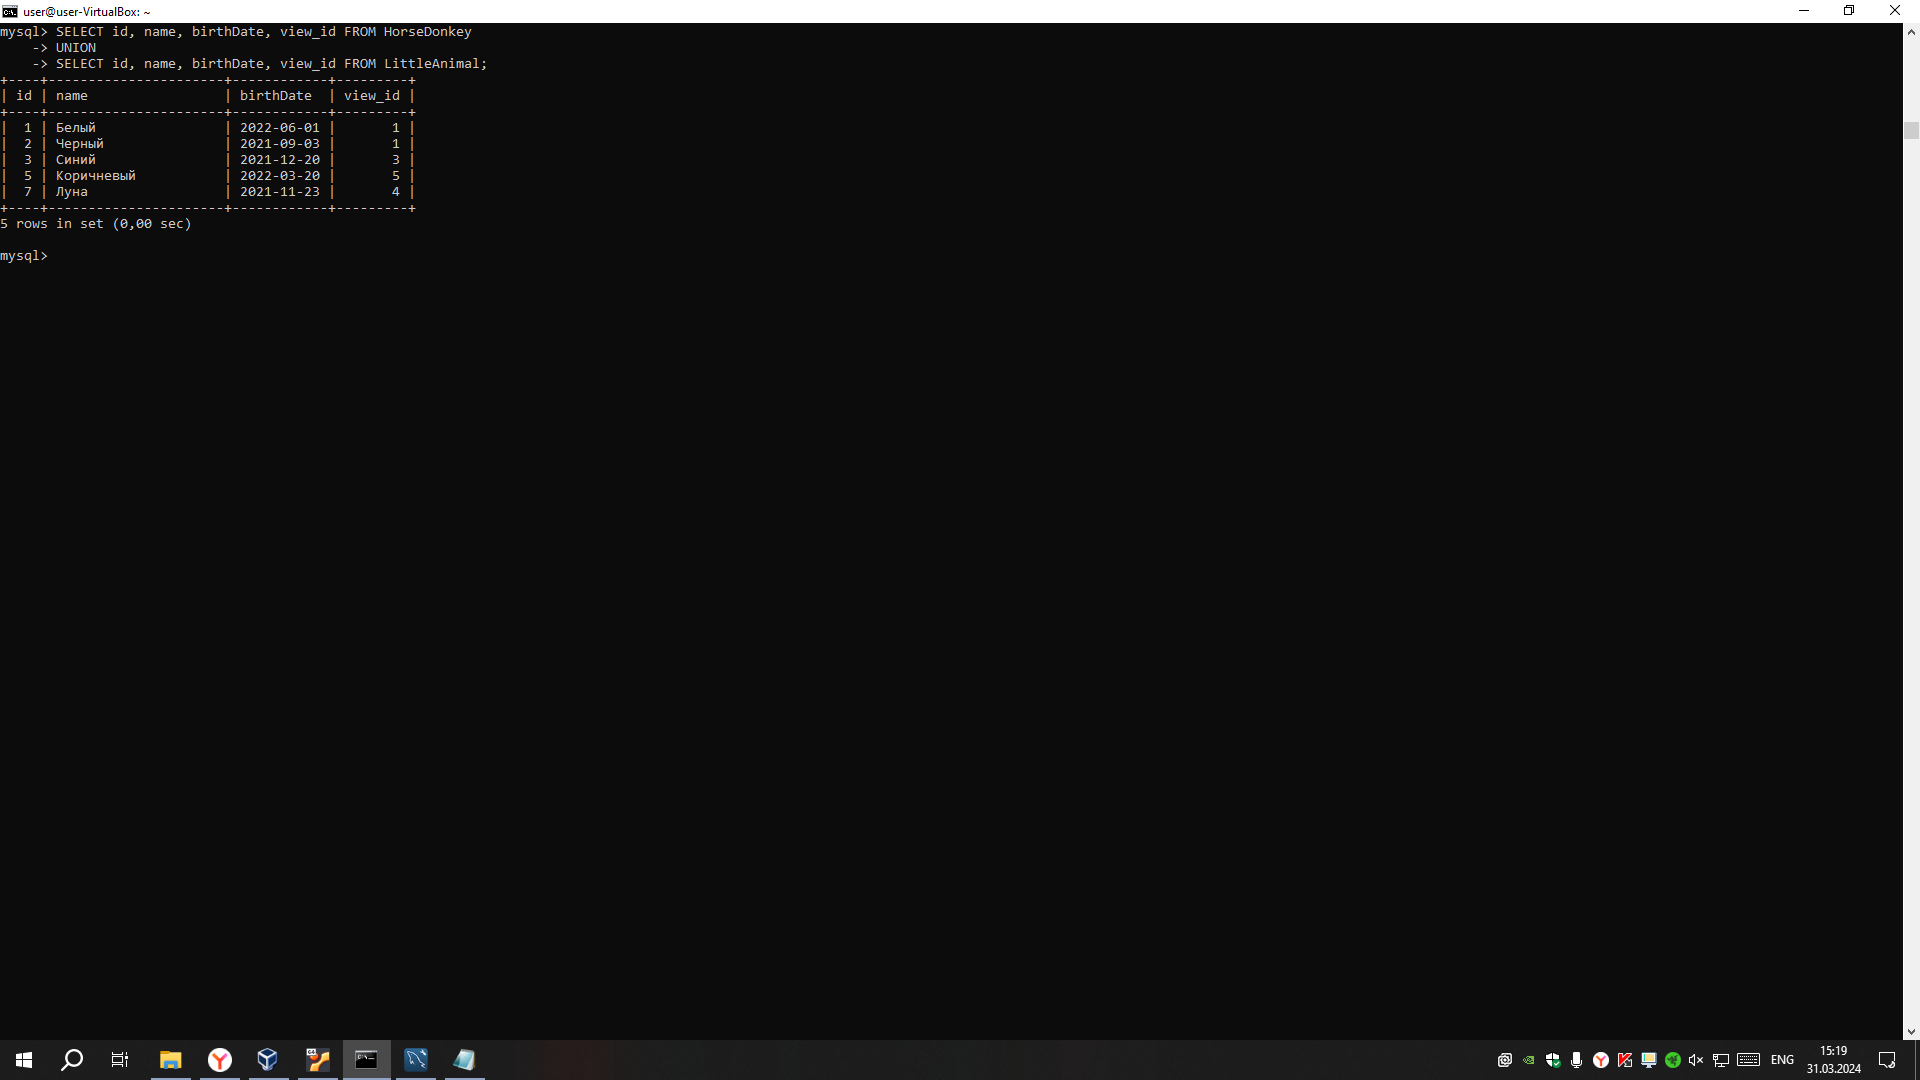 user@user-VirtualBox: ~
mysql> SELECT id, name, birthDate, view_id FROM HorseDonkey
    -> UNION
    -> SELECT id, name, birthDate, view_id FROM LittleAnimal;
+----+----------------------+------------+---------+
| id | name                 | birthDate  | view_id |
+----+----------------------+------------+---------+
|  1 | Белый                | 2022-06-01 |       1 |
|  2 | Черный               | 2021-09-03 |       1 |
|  3 | Синий                | 2021-12-20 |       3 |
|  5 | Коричневый           | 2022-03-20 |       5 |
|  7 | Луна                 | 2021-11-23 |       4 |
+----+----------------------+------------+---------+
5 rows in set (0,00 sec)
mysql>
ENG
15:19
31.03.2024